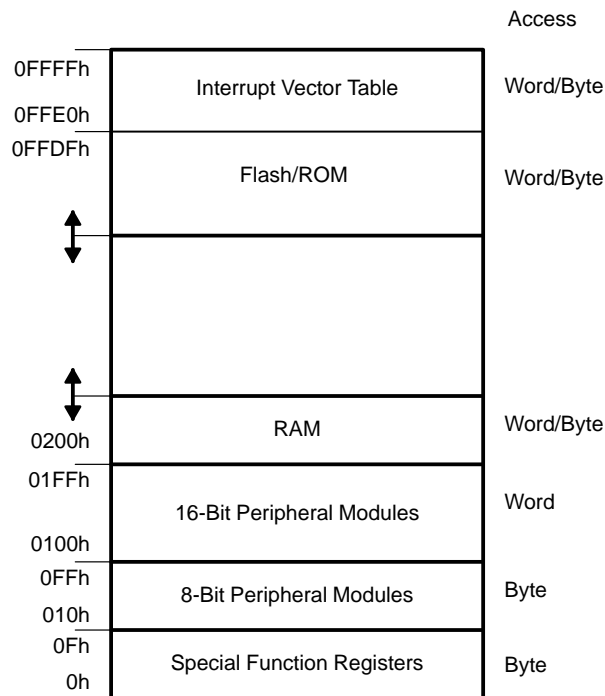 Access
0FFFFh
Interrupt Vector Table
Word/Byte
0FFE0h
0FFDFh
Flash/ROM
Word/Byte
RAM
Word/Byte
0200h
01FFh
16-Bit Peripheral Modules
Word
0100h
0FFh
8-Bit Peripheral Modules
Byte
010h
0Fh
Special Function Registers
Byte
0h